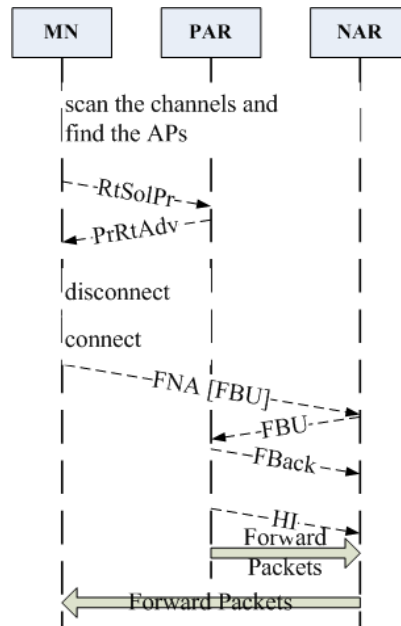 MN
PAR
NAR
scan the channels and
find the APs
RtSolPr
PrRtAdv
disconnect
connect
FNA [FBU]
FBU
FBack
HI
Forward
Packets
Forward Packets